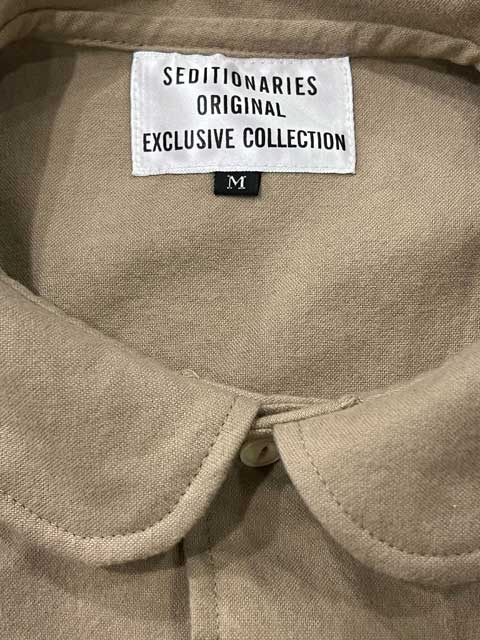 SEDITIONARIES
ORIGINAL
EXCLUSIVE COLLECTION
M